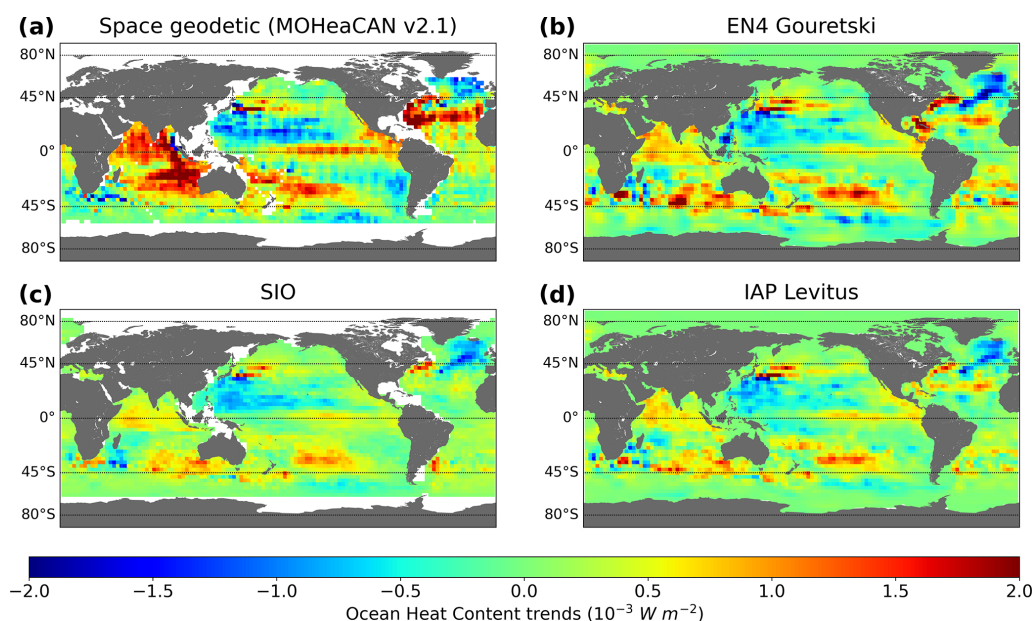 (a) Space geodetic (MOHeaCAN v2.1)
80°N
45°N
0°
45°S
80°S
(b) EN4 Gouretski
80°N
45°N
0°
45°S
80°S
(c) SIO
80°N
45°N
0°
45°S
80°S
(d) IAP Levitus
80°N
45°N
0°
45°S
80°S
−2.0 −1.5 −1.0 −0.5 0.0 0.5 1.0 1.5 2.0
Ocean Heat Content trends (10⁻³ W m⁻²)